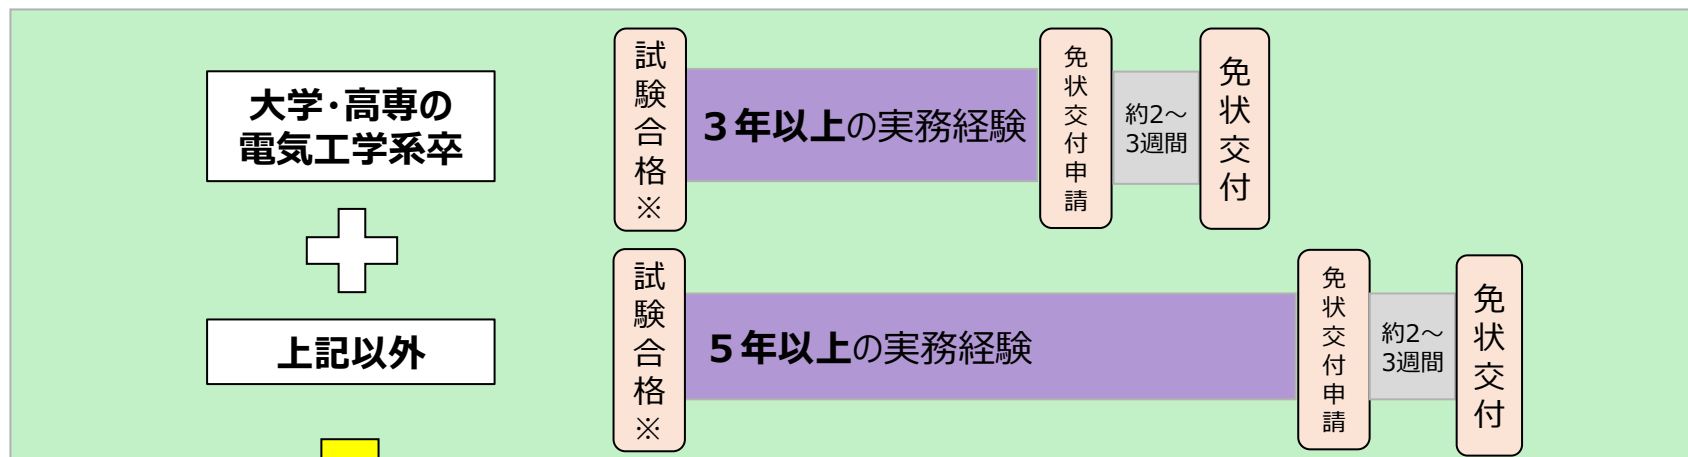 大学・高専の
電気工学系卒
試験合格※
３年以上の実務経験
免状交付申請
約2～
3週間
免状交付
上記以外
試験合格※
５年以上の実務経験
免状交付申請
約2～
3週間
免状交付